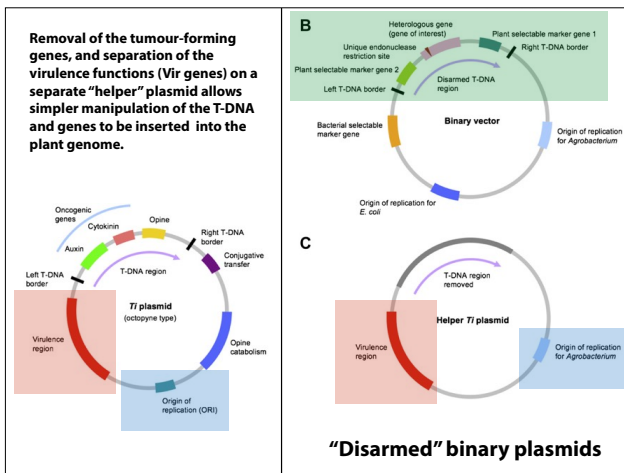 Removal of the tumour-forming
genes, and separation of the
virulence functions (Vir genes) on a
separate “helper” plasmid allows
simpler manipulation of the T-DNA
and genes to be inserted into the
plant genome.
Oncogenic
genes
Opine
Cytokinin
Auxin
Right T-DNA
border
Left T-DNA
border
T-DNA region
Conjugative
transfer
Ti plasmid
(octopyne type)
Virulence
region
Opine
catabolism
Origin of
replication (ORI)
B
Heterologous gene
(gene of interest)
Plant selectable marker gene 1
Unique endonuclease
restriction site
Right T-DNA border
Plant selectable marker gene 2
Disarmed T-DNA
region
Left T-DNA border
Bacterial selectable
marker gene
Binary vector
Origin of replication
for Agrobacterium
Origin of replication for
E. coli
C
T-DNA region
removed
Helper Ti plasmid
Virulence
region
Origin of replication
for Agrobacterium
“Disarmed” binary plasmids